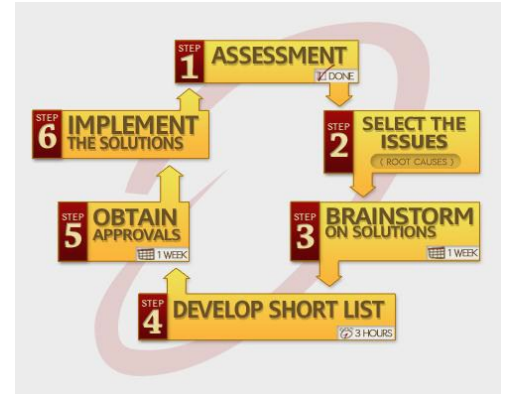 STEP 1 ASSESSMENT
DONE
STEP 2 SELECT THE
ISSUES
( ROOT CAUSES )
STEP 3 BRAINSTORM
ON SOLUTIONS
1 WEEK
STEP 4 DEVELOP SHORT LIST
3 HOURS
STEP 5 OBTAIN
APPROVALS
1 WEEK
STEP 6 IMPLEMENT
THE SOLUTIONS